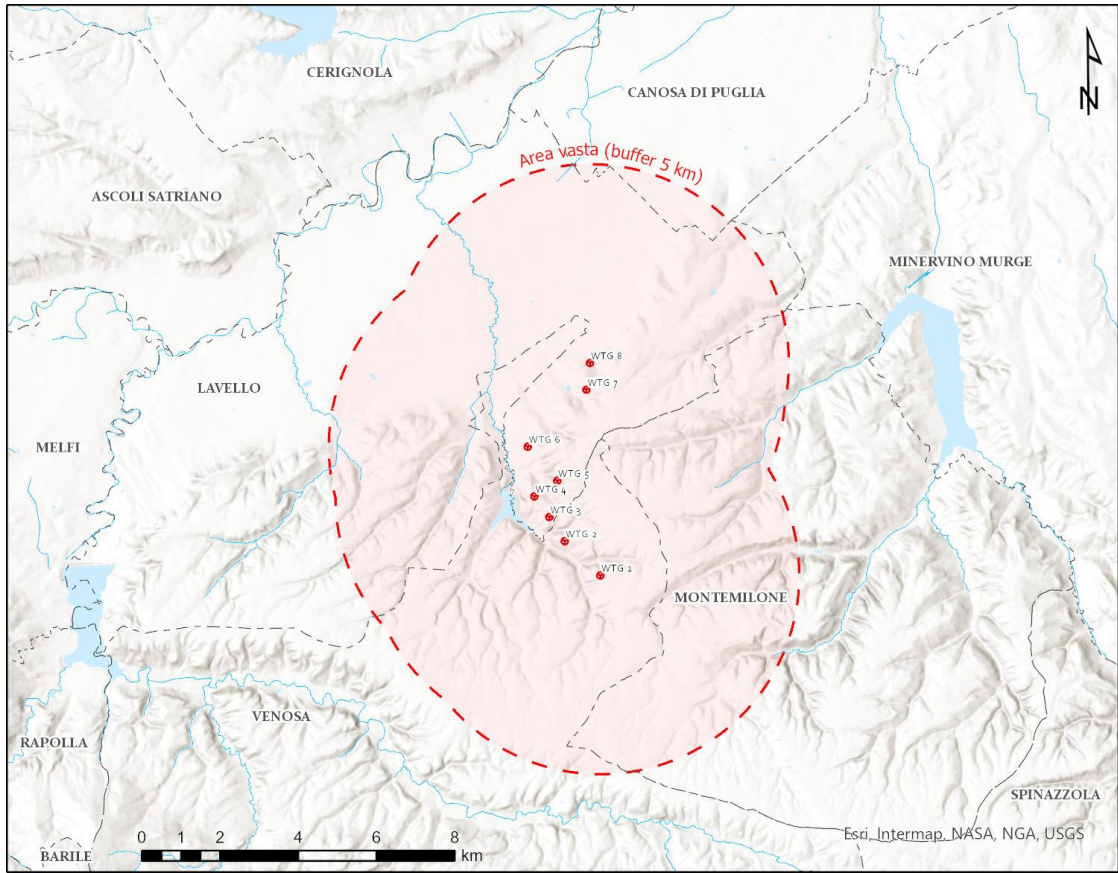 CERIGNOLA
CANOSA DI PUGLIA
N
Area vasta (buffer 5 km)
ASCOLI SATRIANO
MINERVINO MURGE
WTG 8
LAVELLO
WTG 7
MELFI
WTG 6
WTG 5
WTG 4
WTG 3
WTG 2
WTG 1
MONTEMILONE
VENOSA
RAPOLLA
SPINAZZOLA
0 1 2 4 8
km
Esri, Intermap, NASA, NGA, USGS
BARILE